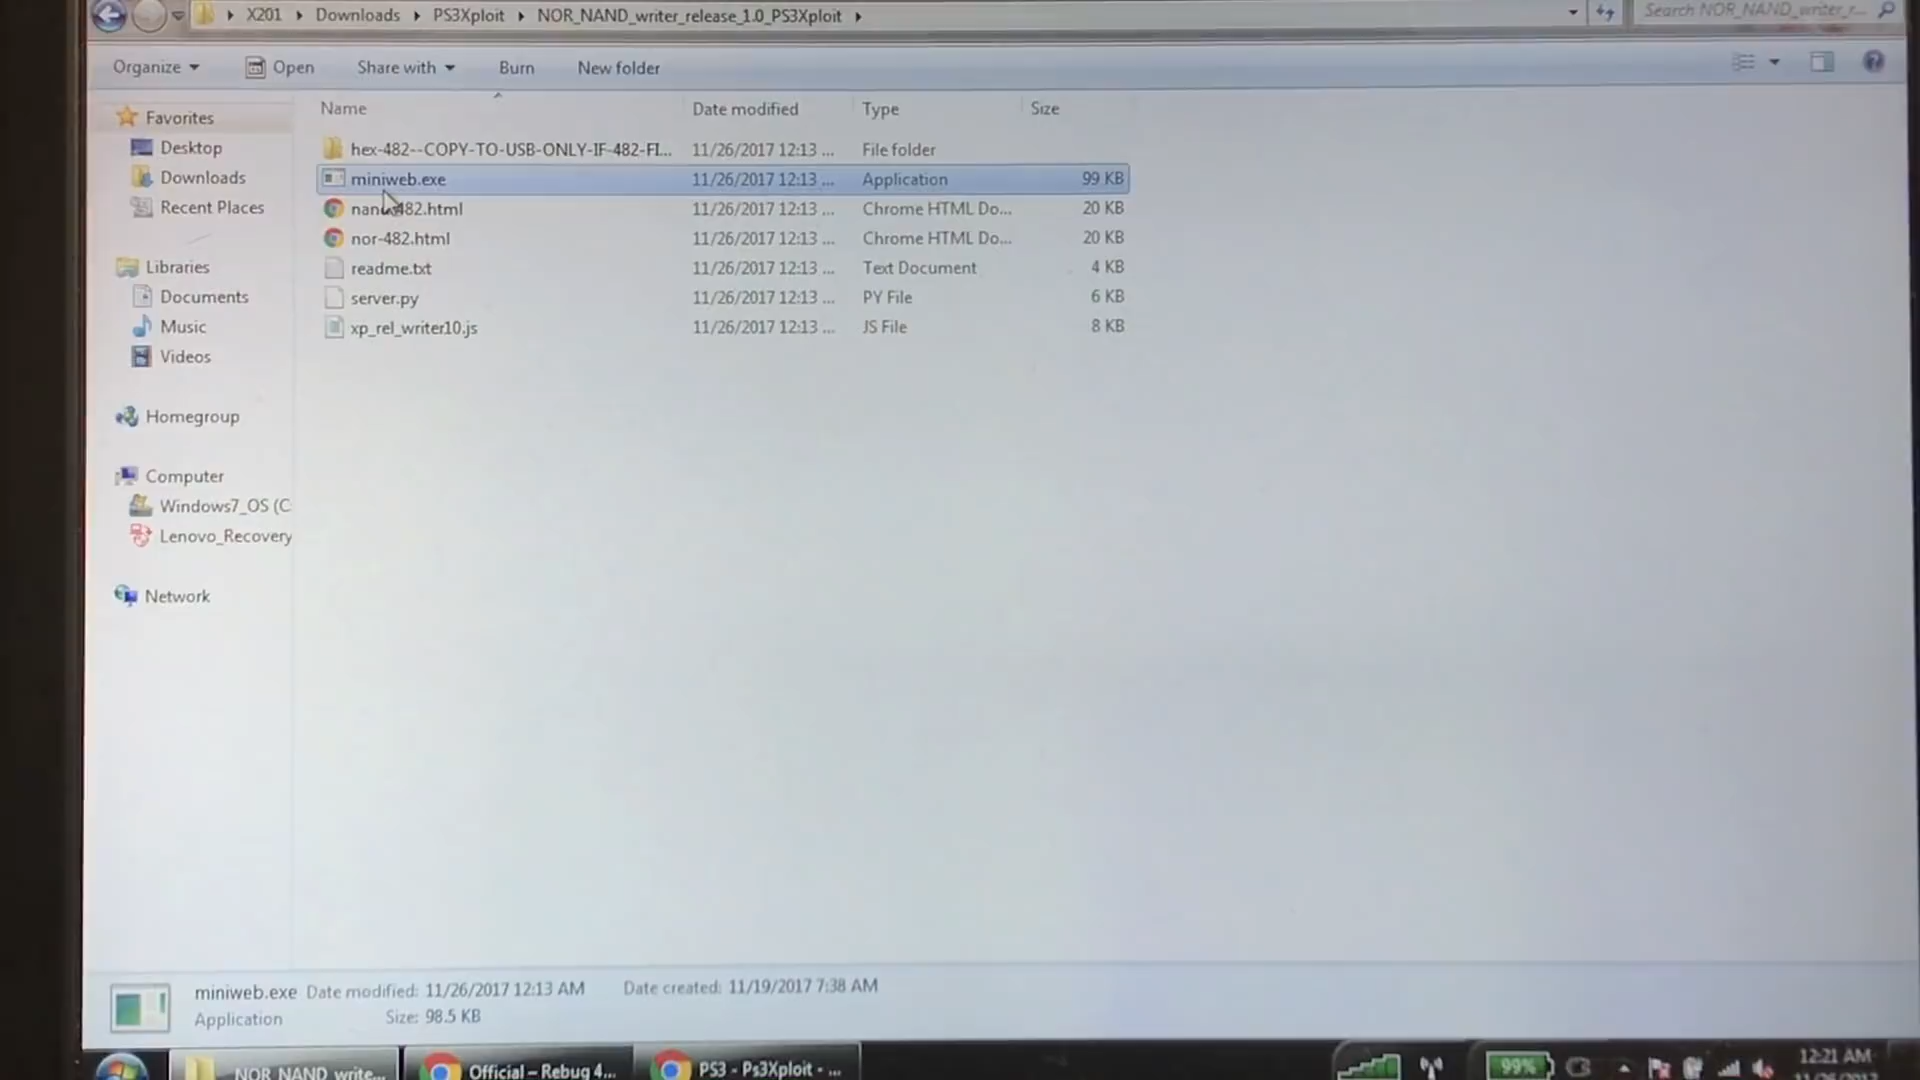 X201 Downloads PS3Xploit NOR_NAND_writer_release_1.0_PS3Xploit Search NOR_NAND_writer_r...
Organize Open Share with Burn New folder
Name Date modified Type Size
Favorites
Desktop
Downloads
Recent Places
Libraries
Documents
Music
Videos
Homegroup
Computer
Windows7_OS (C
Lenovo_Recovery
Network
hex-482--COPY-TO-USB-ONLY-IF-482-FI... 11/26/2017 12:13 ... File folder
miniweb.exe 11/26/2017 12:13 ... Application 99 KB
nand-482.html 11/26/2017 12:13 ... Chrome HTML Do... 20 KB
nor-482.html 11/26/2017 12:13 ... Chrome HTML Do... 20 KB
readme.txt 11/26/2017 12:13 ... Text Document 4 KB
server.py 11/26/2017 12:13 ... PY File 6 KB
xp_rel_writer10.js 11/26/2017 12:13 ... JS File 8 KB
miniweb.exe Date modified: 11/26/2017 12:13 AM Date created: 11/19/2017 7:38 AM
Application Size: 98.5 KB
NOR_NAND_write... Official – Rebug 4.... PS3 - Ps3Xploit - ... 99% 12:21 AM